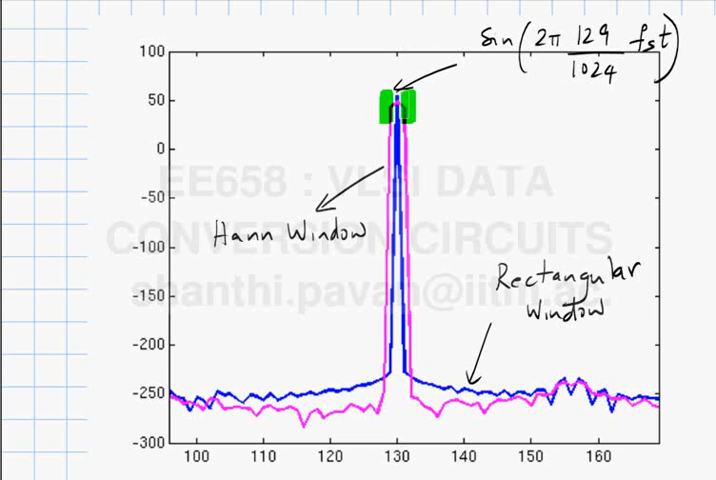 sin(2π 129/1024 fst)
100
50
0
-50
-100
-150
-200
-250
-300
100 110 120 130 140 150 160
EE658 : VLSI DATA
CONVERSION CIRCUITS
shanthi.pavan@iitm.ac.
Hann Window
Rectangular
Window